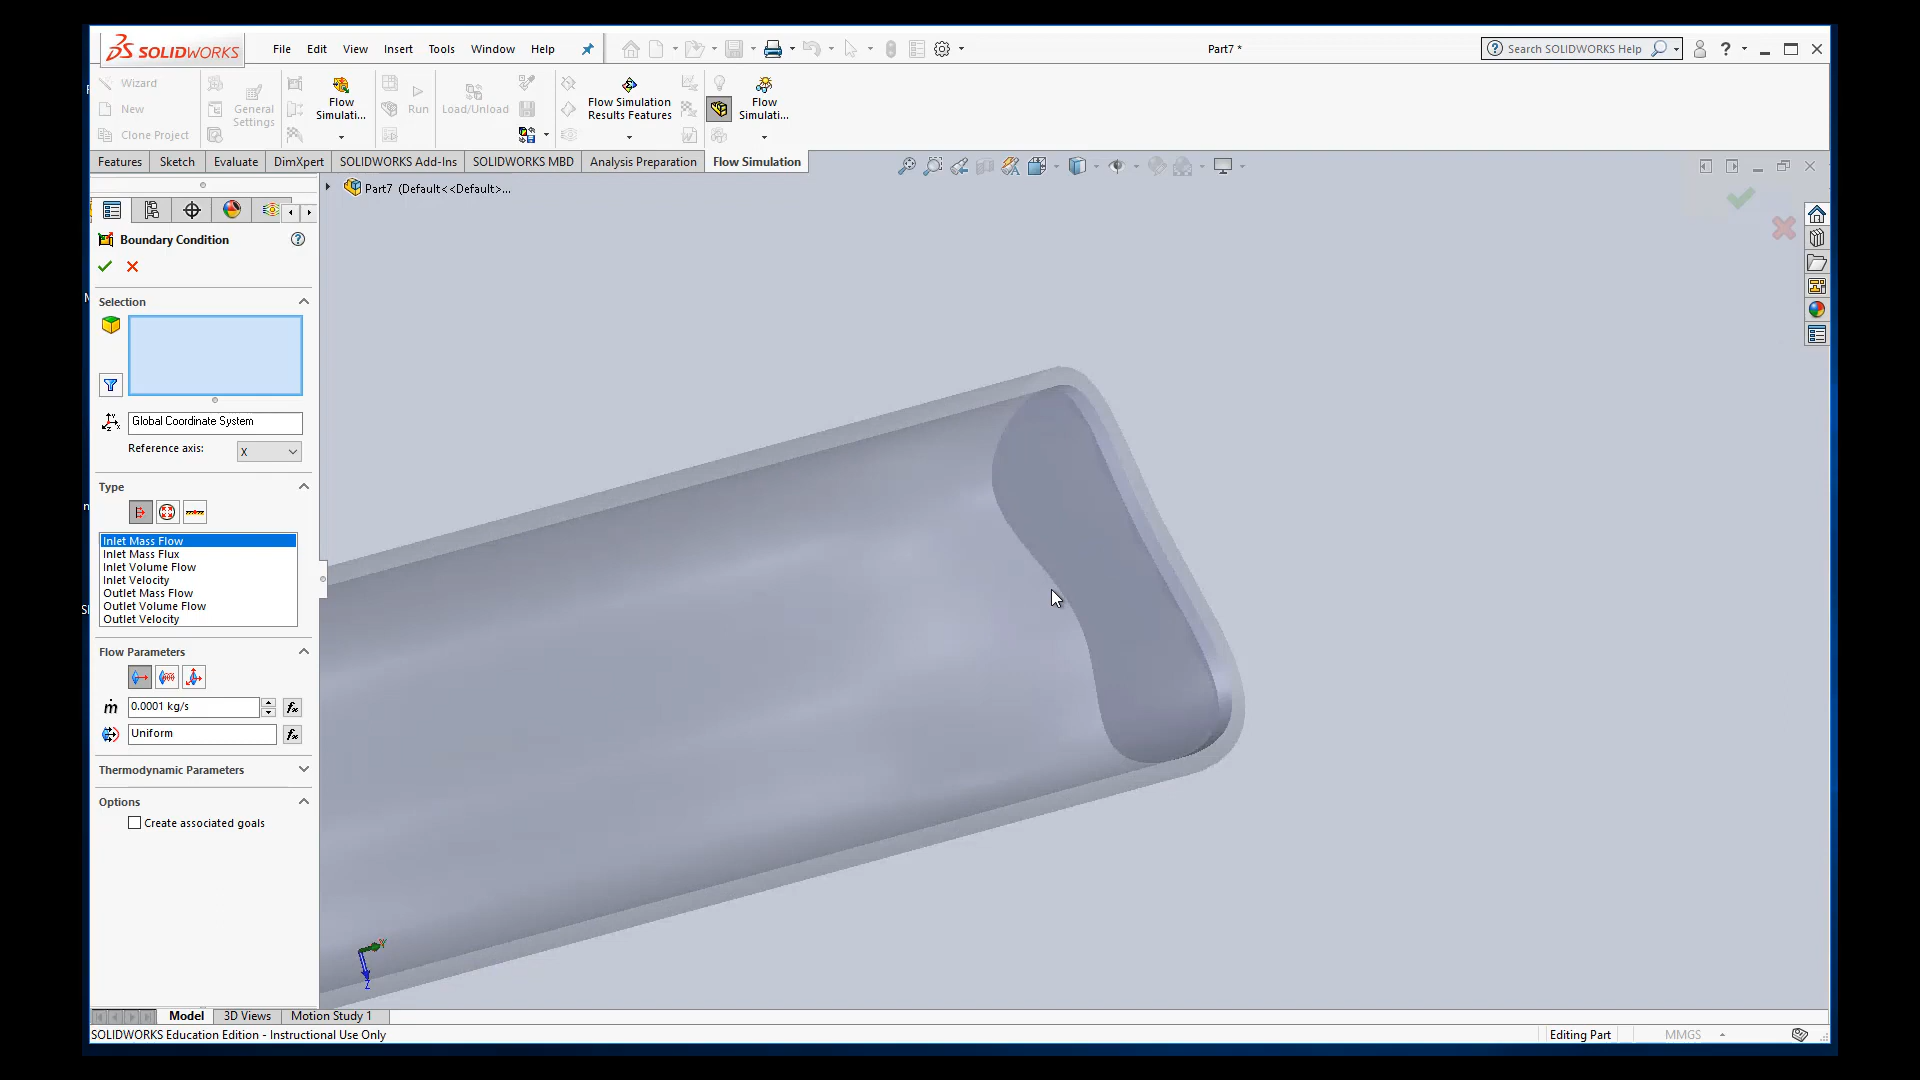 SOLIDWORKS File Edit View Insert Tools Window Help Part7 * Search SOLIDWORKS Help ?
Wizard
New
Clone Project
General
Settings
Flow
Simulati...
Run
Load/Unload
Flow Simulation
Results Features
Flow
Simulati...
Features Sketch Evaluate DimXpert SOLIDWORKS Add-Ins SOLIDWORKS MBD Analysis Preparation Flow Simulation
Part7 (Default<<Default>...
Boundary Condition
Selection
Global Coordinate System
Reference axis: X
Type
Inlet Mass Flow
Inlet Mass Flux
Inlet Volume Flow
Inlet Velocity
Outlet Mass Flow
Outlet Volume Flow
Outlet Velocity
Flow Parameters
ṁ 0.0001 kg/s fx
Uniform fx
Thermodynamic Parameters
Options
Create associated goals
Y
Z
Model 3D Views Motion Study 1
SOLIDWORKS Education Edition - Instructional Use Only Editing Part MMGS